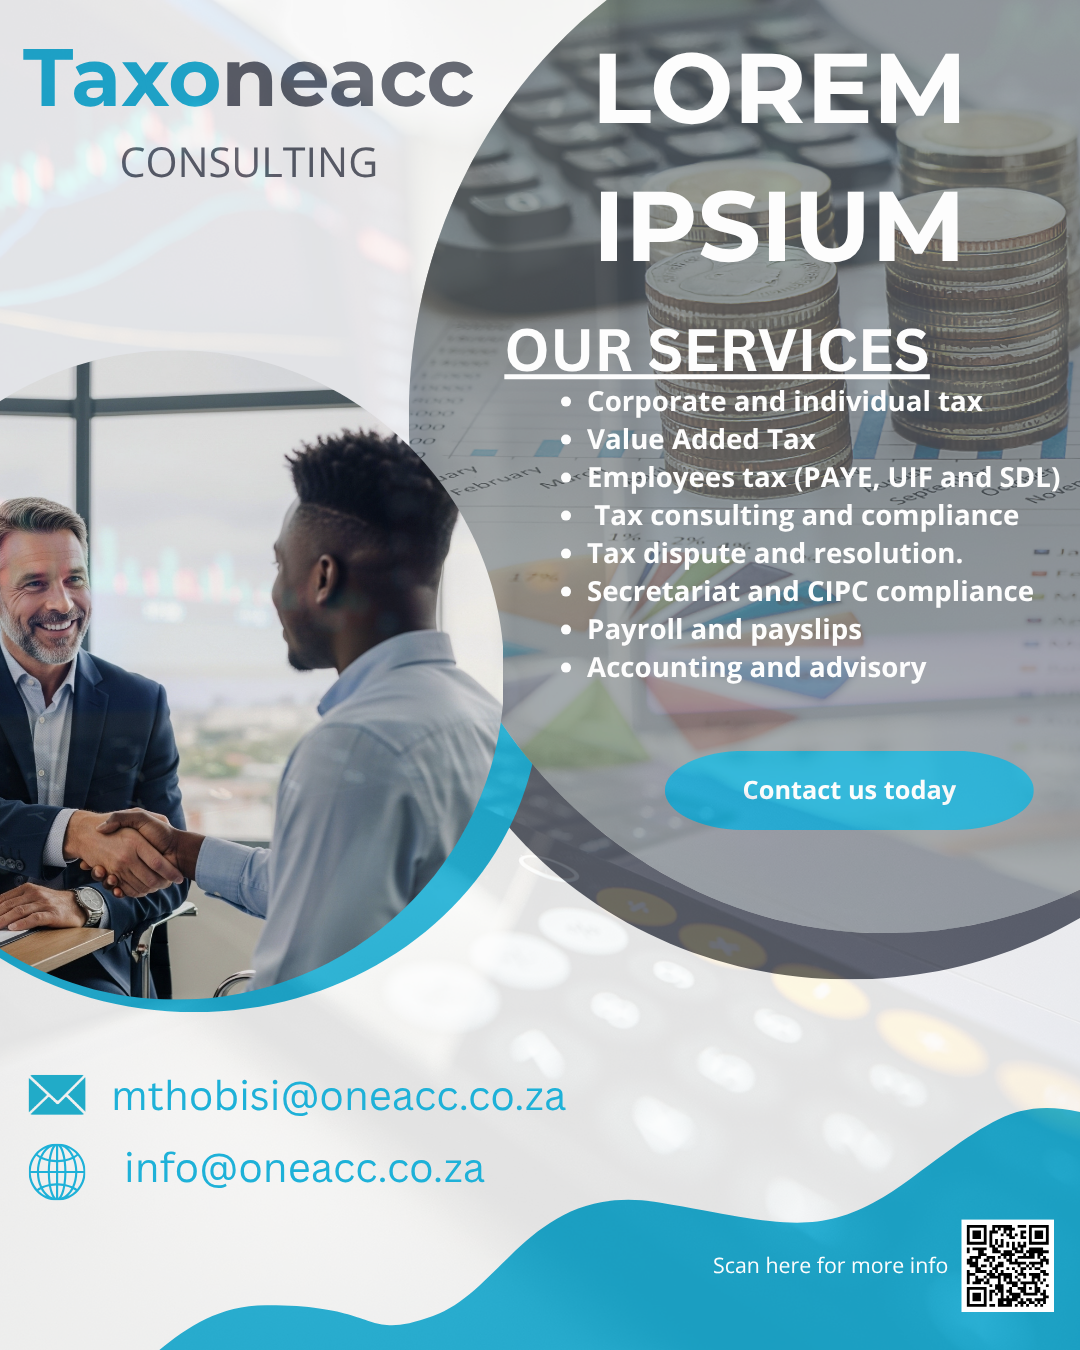 Taxoneacc
CONSULTING
LOREM
IPSIUM
OUR SERVICES
• Corporate and individual tax
• Value Added Tax
• Employees tax (PAYE, UIF and SDL)
• Tax consulting and compliance
• Tax dispute and resolution.
• Secretariat and CIPC compliance
• Payroll and payslips
• Accounting and advisory
Contact us today
mthobisi@oneacc.co.za
info@oneacc.co.za
Scan here for more info